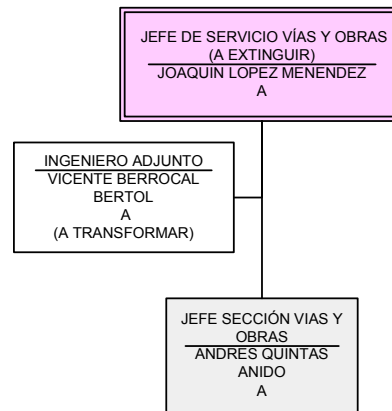 JEFE DE SERVICIO VÍAS Y OBRAS
(A EXTINGUIR)
JOAQUIN LOPEZ MENENDEZ
A
INGENIERO ADJUNTO
VICENTE BERROCAL
BERTOL
A
(A TRANSFORMAR)
JEFE SECCIÓN VIAS Y
OBRAS
ANDRES QUINTAS
ANIDO
A